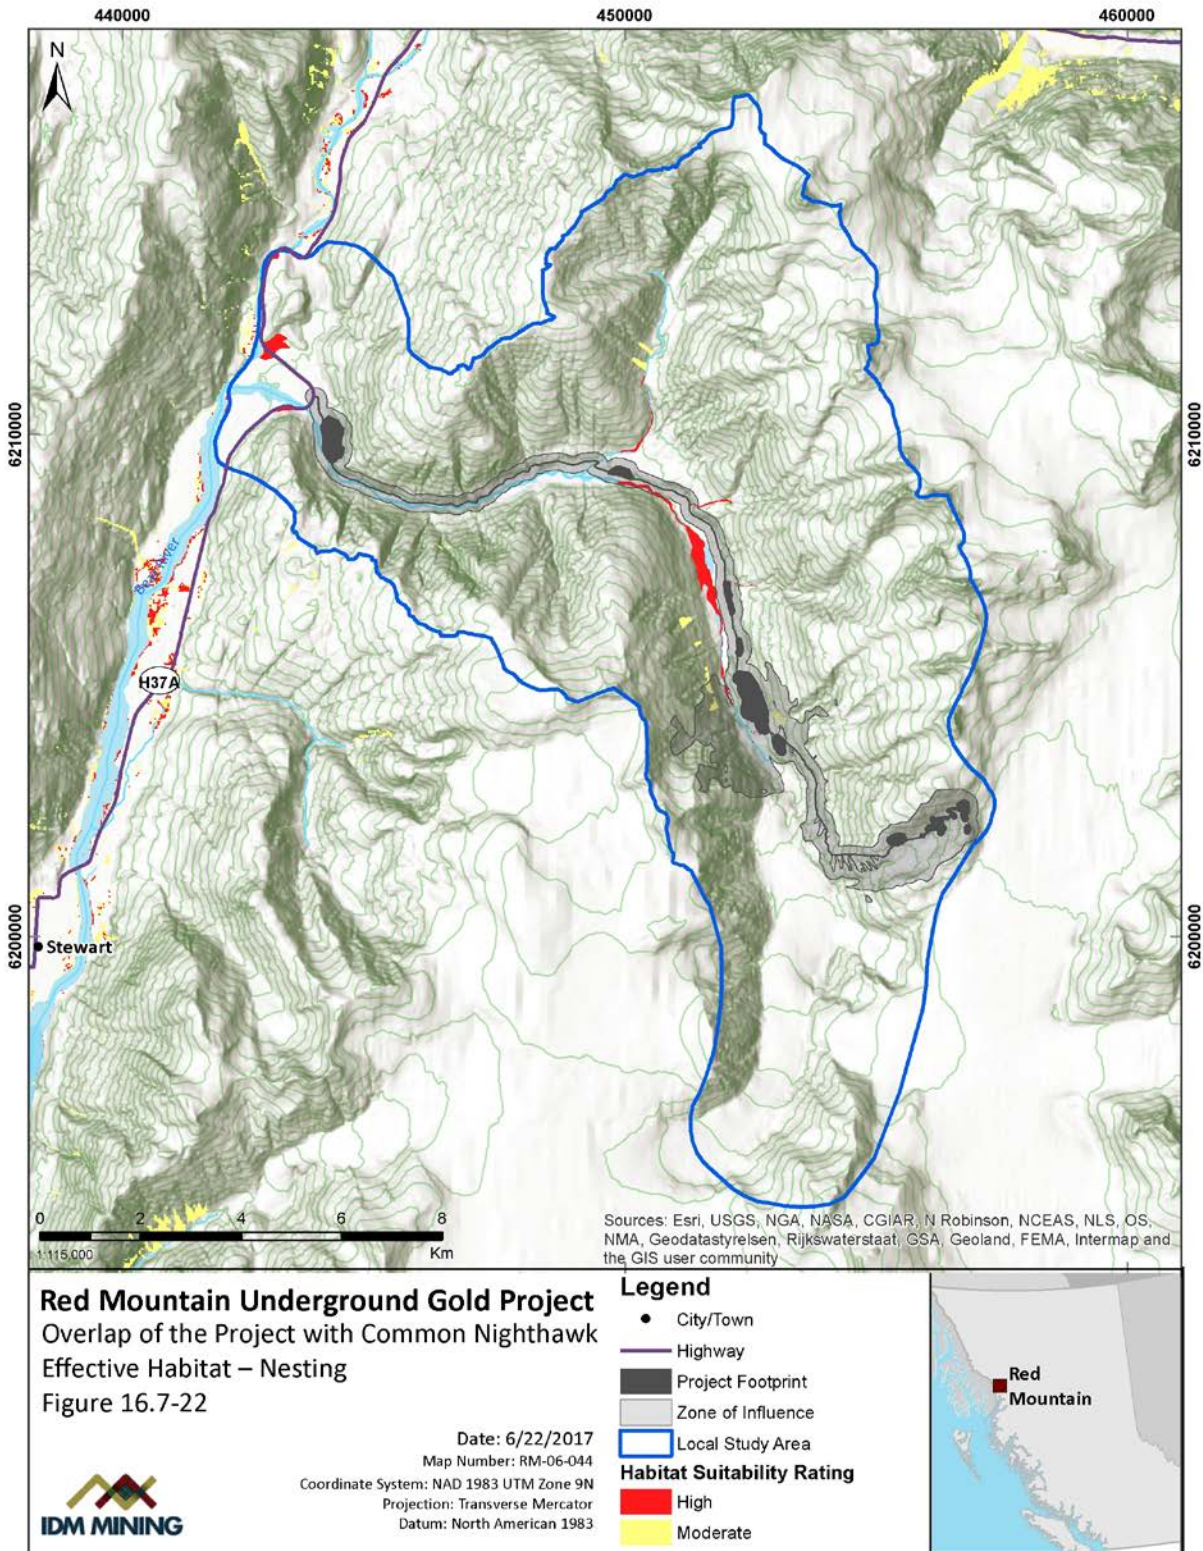 440000
450000
460000
N
6210000
6210000
Bear River
H37A
6200000
6200000
Stewart
0 2 4 6 8
1:115,000
Km
Sources: Esri, USGS, NGA, NASA, CGIAR, N Robinson, NCEAS, NLS, OS,
NMA, Geodatastyrelsen, Rijkswaterstaat, GSA, Geoland, FEMA, Intermap and
the GIS user community
Red Mountain Underground Gold Project
Overlap of the Project with Common Nighthawk
Effective Habitat – Nesting
Figure 16.7-22
Date: 6/22/2017
Map Number: RM-06-044
Coordinate System: NAD 1983 UTM Zone 9N
Projection: Transverse Mercator
Datum: North American 1983
IDM MINING
Legend
City/Town
Highway
Project Footprint
Zone of Influence
Local Study Area
Habitat Suitability Rating
High
Moderate
Red
Mountain